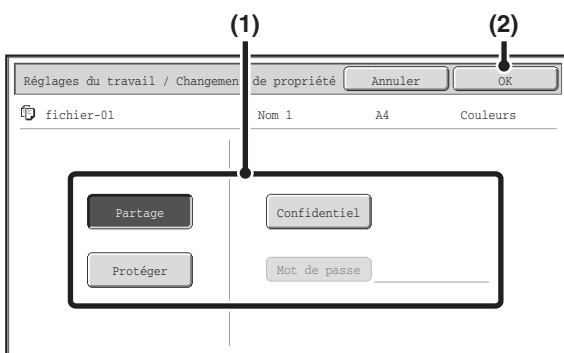 (1) (2)
Réglages du travail / Changement de propriété Annuler OK
fichier-01 Nom 1 A4 Couleurs
Partage Confidentiel
Protéger Mot de passe